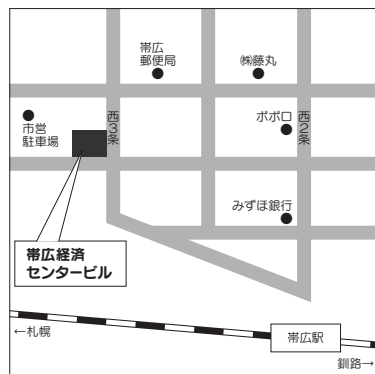 帯広
郵便局
㈱藤丸
市営
駐車場
西3条
ポポロ
西2条
みずほ銀行
帯広経済
センタービル
←札幌
帯広駅
釧路→